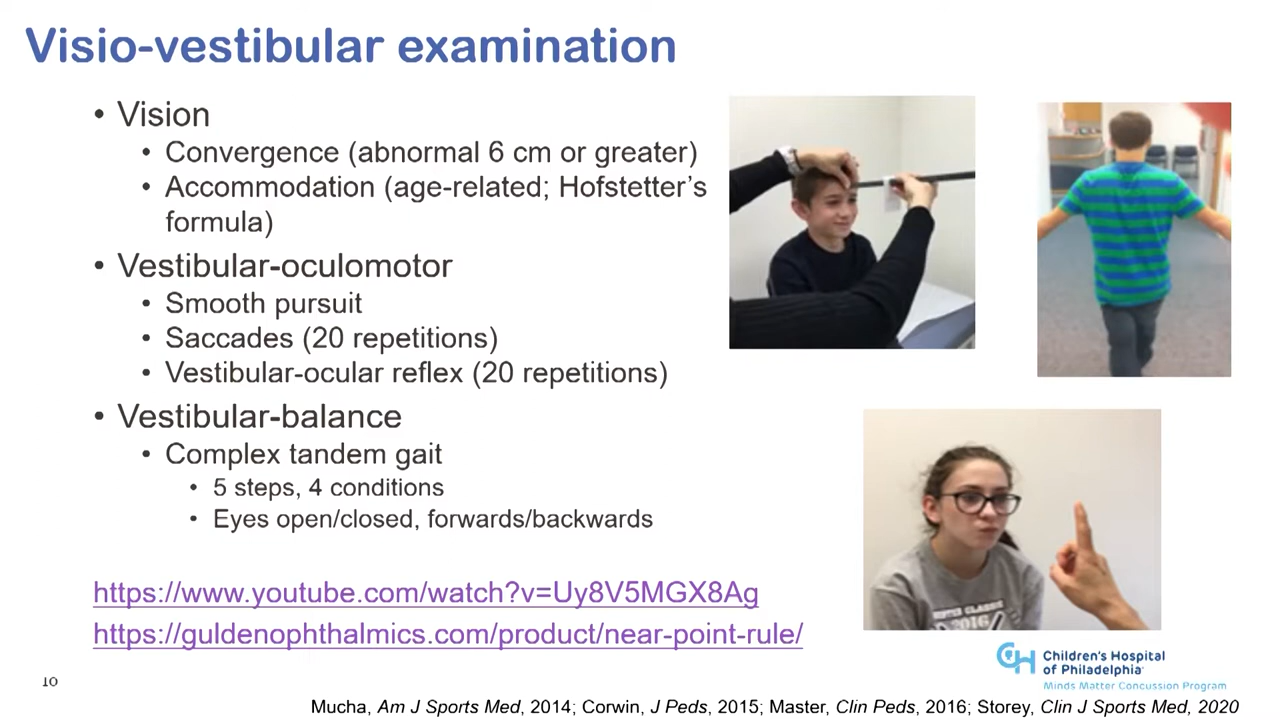 Visio-vestibular examination
• Vision
• Convergence (abnormal 6 cm or greater)
• Accommodation (age-related; Hofstetter's
formula)
• Vestibular-oculomotor
• Smooth pursuit
• Saccades (20 repetitions)
• Vestibular-ocular reflex (20 repetitions)
• Vestibular-balance
• Complex tandem gait
• 5 steps, 4 conditions
• Eyes open/closed, forwards/backwards
https://www.youtube.com/watch?v=Uy8V5MGX8Ag
https://guldenophthalmics.com/product/near-point-rule/
CLASSIC
2016
CH Children's Hospital
of Philadelphia
Minds Matter Concussion Program
10
Mucha, Am J Sports Med, 2014; Corwin, J Peds, 2015; Master, Clin Peds, 2016; Storey, Clin J Sports Med, 2020